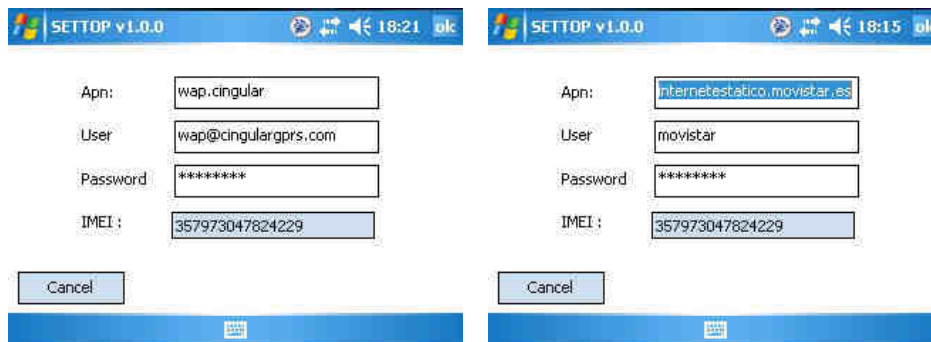 SETTOP v1.0.0 18:21 ok
Apn: wap.cingular
User wap@cingulargprs.com
Password ********
IMEI : 357973047824229
Cancel
SETTOP v1.0.0 18:15 ok
Apn: internetestatico.movistar.es
User movistar
Password ********
IMEI : 357973047824229
Cancel